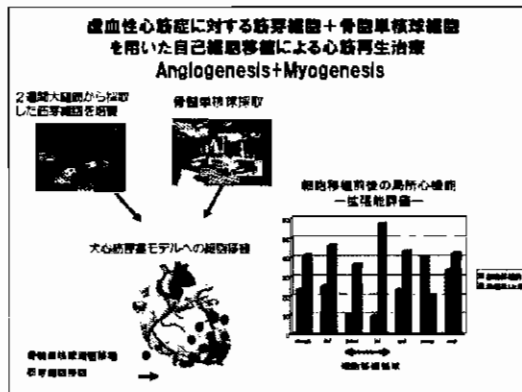 虚血性心筋症に対する筋芽細胞＋骨髄単核球細胞
を用いた自己細胞移植による心筋再生治療
Angiogenesis+Myogenesis
2週間大腿筋から採取
した筋芽細胞を培養
骨髄単核球採取
細胞移植前後の局所心機能
―拡張能評価―
犬心筋梗塞モデルへの細胞移植
骨髄単核球細胞移植
筋芽細胞移植
細胞移植領域